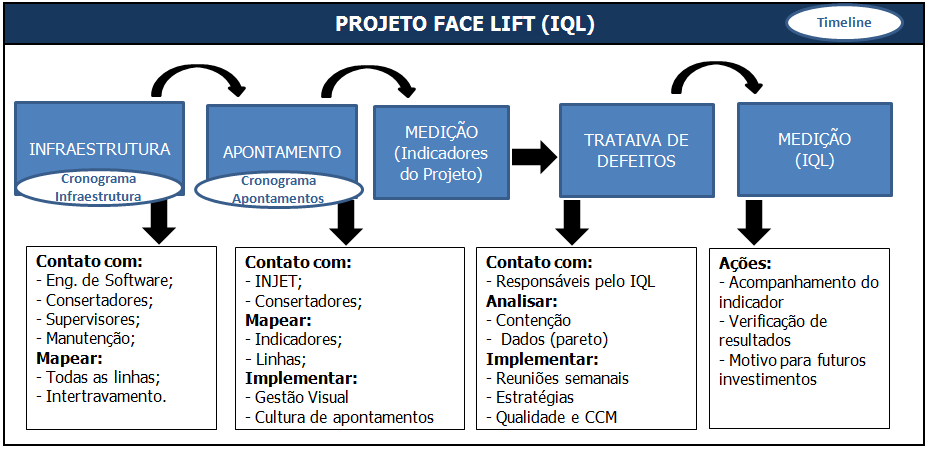 PROJETO FACE LIFT (IQL)
Timeline
INFRAESTRUTURA
Cronograma
Infraestrutura
APONTAMENTO
Cronograma
Apontamentos
MEDIÇÃO
(Indicadores
do Projeto)
TRATAIVA DE
DEFEITOS
MEDIÇÃO
(IQL)
Contato com:
- Eng. de Software;
- Consertadores;
- Supervisores;
- Manutenção;
Mapear:
- Todas as linhas;
- Intertravamento.
Contato com:
- INJET;
- Consertadores;
Mapear:
- Indicadores;
- Linhas;
Implementar:
- Gestão Visual
- Cultura de apontamentos
Contato com:
- Responsáveis pelo IQL
Analisar:
- Contenção
- Dados (pareto)
Implementar:
- Reuniões semanais
- Estratégias
- Qualidade e CCM
Ações:
- Acompanhamento do
indicador
- Verificação de
resultados
- Motivo para futuros
investimentos